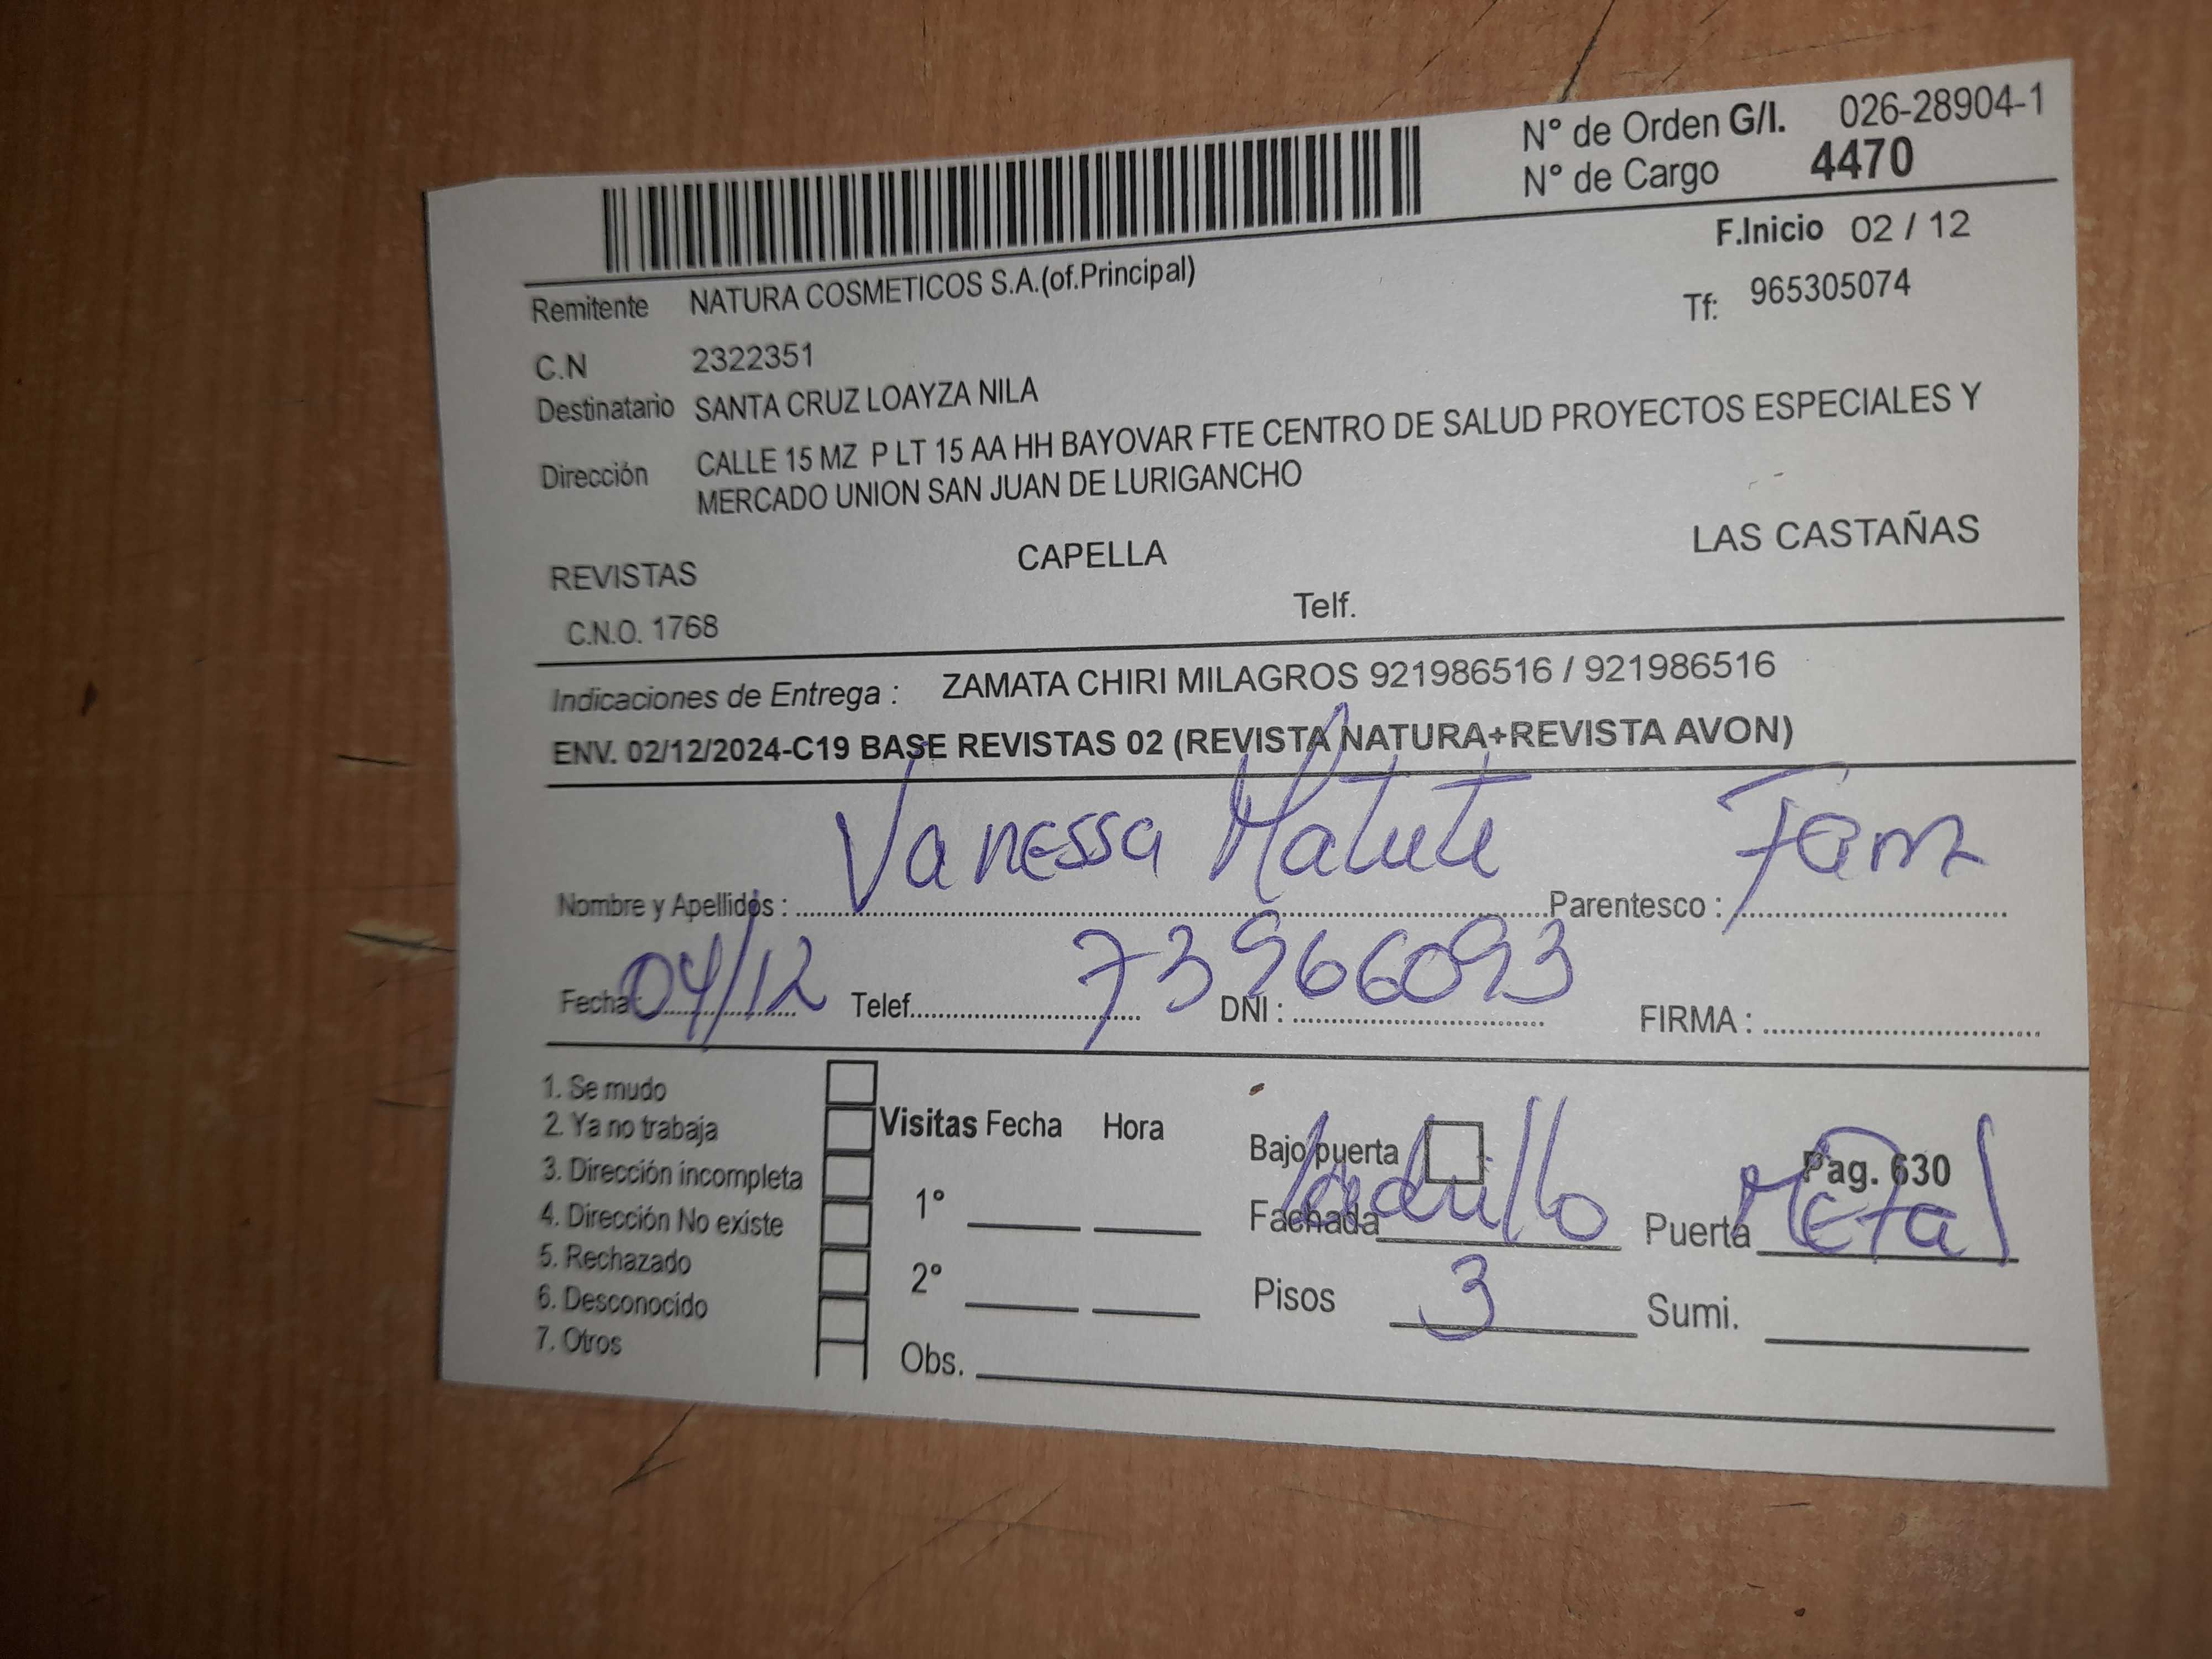 N° de Orden G/I. 026-28904-1
N° de Cargo 4470
F.Inicio 02 / 12
Remitente NATURA COSMETICOS S.A.(of.Principal)
Tf: 965305074
C.N 2322351
Destinatario SANTA CRUZ LOAYZA NILA
Dirección CALLE 15 MZ P LT 15 AA HH BAYOVAR FTE CENTRO DE SALUD PROYECTOS ESPECIALES Y
MERCADO UNION SAN JUAN DE LURIGANCHO
REVISTAS CAPELLA LAS CASTAÑAS
C.N.O. 1768 Telf.
Indicaciones de Entrega : ZAMATA CHIRI MILAGROS 921986516 / 921986516
ENV. 02/12/2024-C19 BASE REVISTAS 02 (REVISTA NATURA+REVISTA AVON)
Nombre y Apellidos : Vanessa Matute Parentesco : Fam
Fecha: 04/12 Telef. DNI : 73966093 FIRMA :
1. Se mudo
2. Ya no trabaja
3. Dirección incompleta
4. Dirección No existe
5. Rechazado
6. Desconocido
7. Otros
Visitas Fecha Hora
1°
2°
Obs.
Bajo puerta Pag. 630
Fachada Ladrillo Puerta Metal
Pisos 3 Sumi.